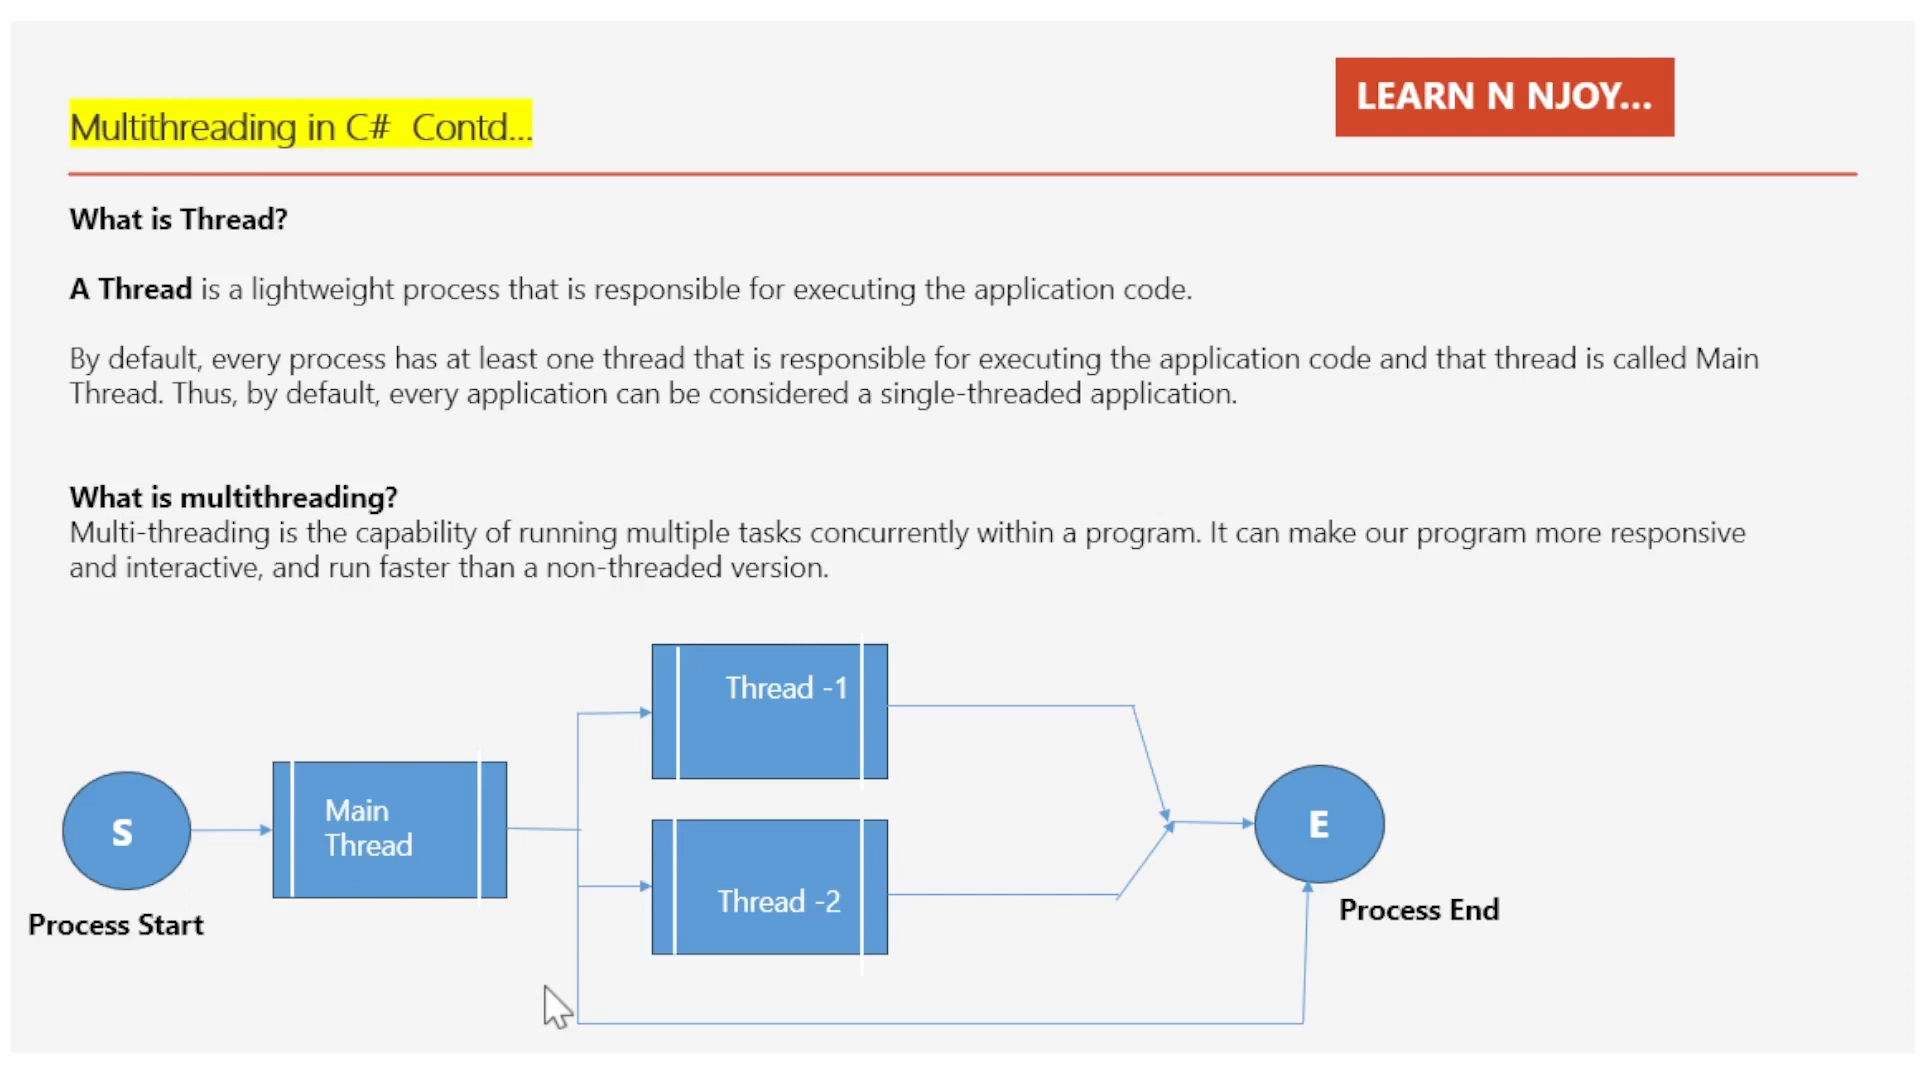 LEARN N NJOY...
Multithreading in C#  Contd...
What is Thread?
A Thread is a lightweight process that is responsible for executing the application code.
By default, every process has at least one thread that is responsible for executing the application code and that thread is called Main
Thread. Thus, by default, every application can be considered a single-threaded application.
What is multithreading?
Multi-threading is the capability of running multiple tasks concurrently within a program. It can make our program more responsive
and interactive, and run faster than a non-threaded version.
Thread -1
S
Main
Thread
E
Thread -2
Process Start
Process End